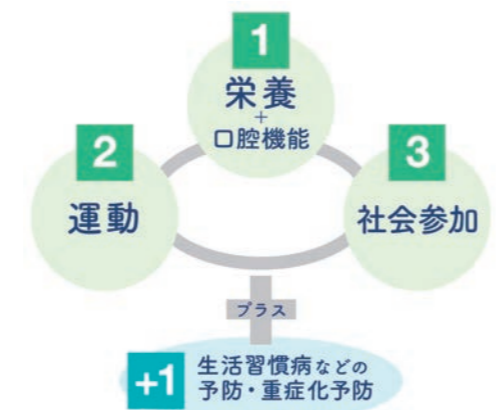 1
栄養
+
口腔機能
2
運動
3
社会参加
プラス
+1
生活習慣病などの
予防・重症化予防